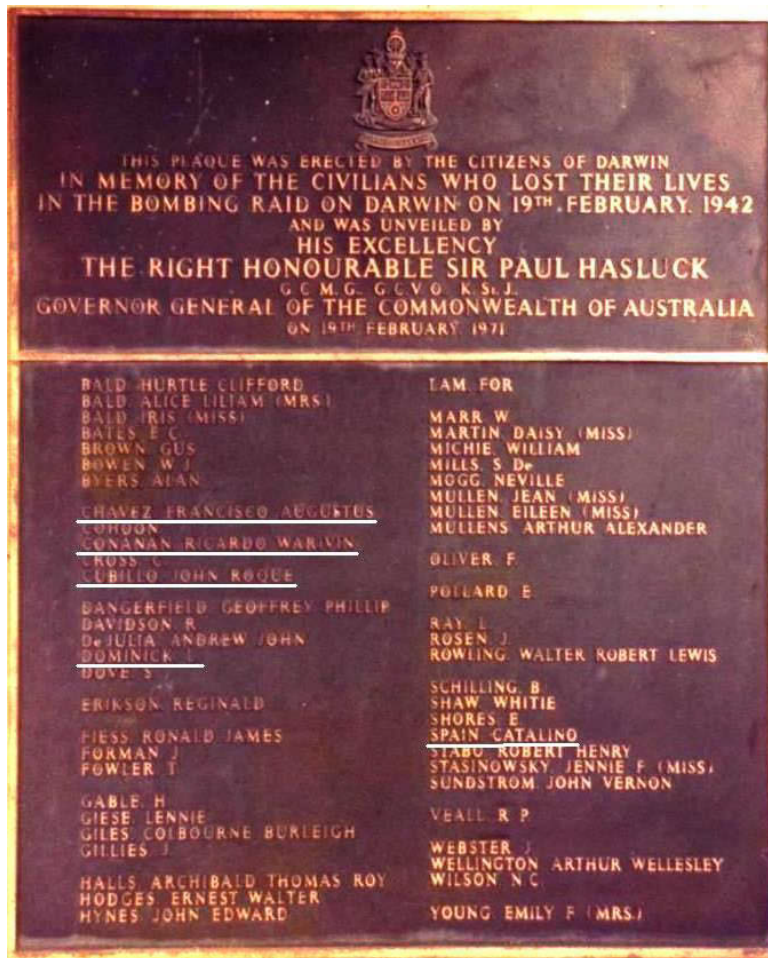 THIS PLAQUE WAS ERECTED BY THE CITIZENS OF DARWIN
IN MEMORY OF THE CIVILIANS WHO LOST THEIR LIVES
IN THE BOMBING RAID ON DARWIN ON 19TH. FEBRUARY. 1942
AND WAS UNVEILED BY
HIS EXCELLENCY
THE RIGHT HONOURABLE SIR PAUL HASLUCK
G.C.M.G. G.C.V.O. K.St.J.
GOVERNOR GENERAL OF THE COMMONWEALTH OF AUSTRALIA
ON 19TH FEBRUARY. 1971
BALD. HURTLE CLIFFORD
BALD. ALICE LILIAM (MRS)
BALD. IRIS (MISS)
BATES. E. C.
BROWN. GUS
BOWEN. W. J.
BYERS. ALAN
CHAVEZ. FRANCISCO AUGUSTUS
COHOON
CONANAN. RICARDO WARIVIN
CROSS. C.
CUBILLO. JOHN ROQUE
DANGERFIELD. GEOFFREY PHILLIP
DAVIDSON. R.
DeJULIA. ANDREW JOHN
DOMINICK
DOVE. S.
ERIKSON. REGINALD
FIESS. RONALD JAMES
FORMAN. J.
FOWLER. T.
GABLE. H.
GIESE. LENNIE
GILES. COLBOURNE BURLEIGH
GILLIES. J.
HALLS. ARCHIBALD THOMAS ROY
HODGES. ERNEST WALTER
HYNES. JOHN EDWARD
LAM. FOR
MARR. W.
MARTIN. DAISY (MISS)
MICHIE. WILLIAM
MILLS. S. De
MOGG. NEVILLE
MULLEN. JEAN (MISS)
MULLEN. EILEEN (MISS)
MULLENS. ARTHUR ALEXANDER
OLIVER. F.
POLLARD. E.
RAY. L.
ROSEN. J.
ROWLING. WALTER ROBERT LEWIS
SCHILLING. B.
SHAW. WHITIE
SHORES. E.
SPAIN. CATALINO
STABO. ROBERT HENRY
STASINOWSKY. JENNIE F. (MISS)
SUNDSTROM. JOHN VERNON
VEALL. R. P.
WEBSTER. J.
WELLINGTON. ARTHUR WELLESLEY
WILSON. N. C.
YOUNG. EMILY F. (MRS.)